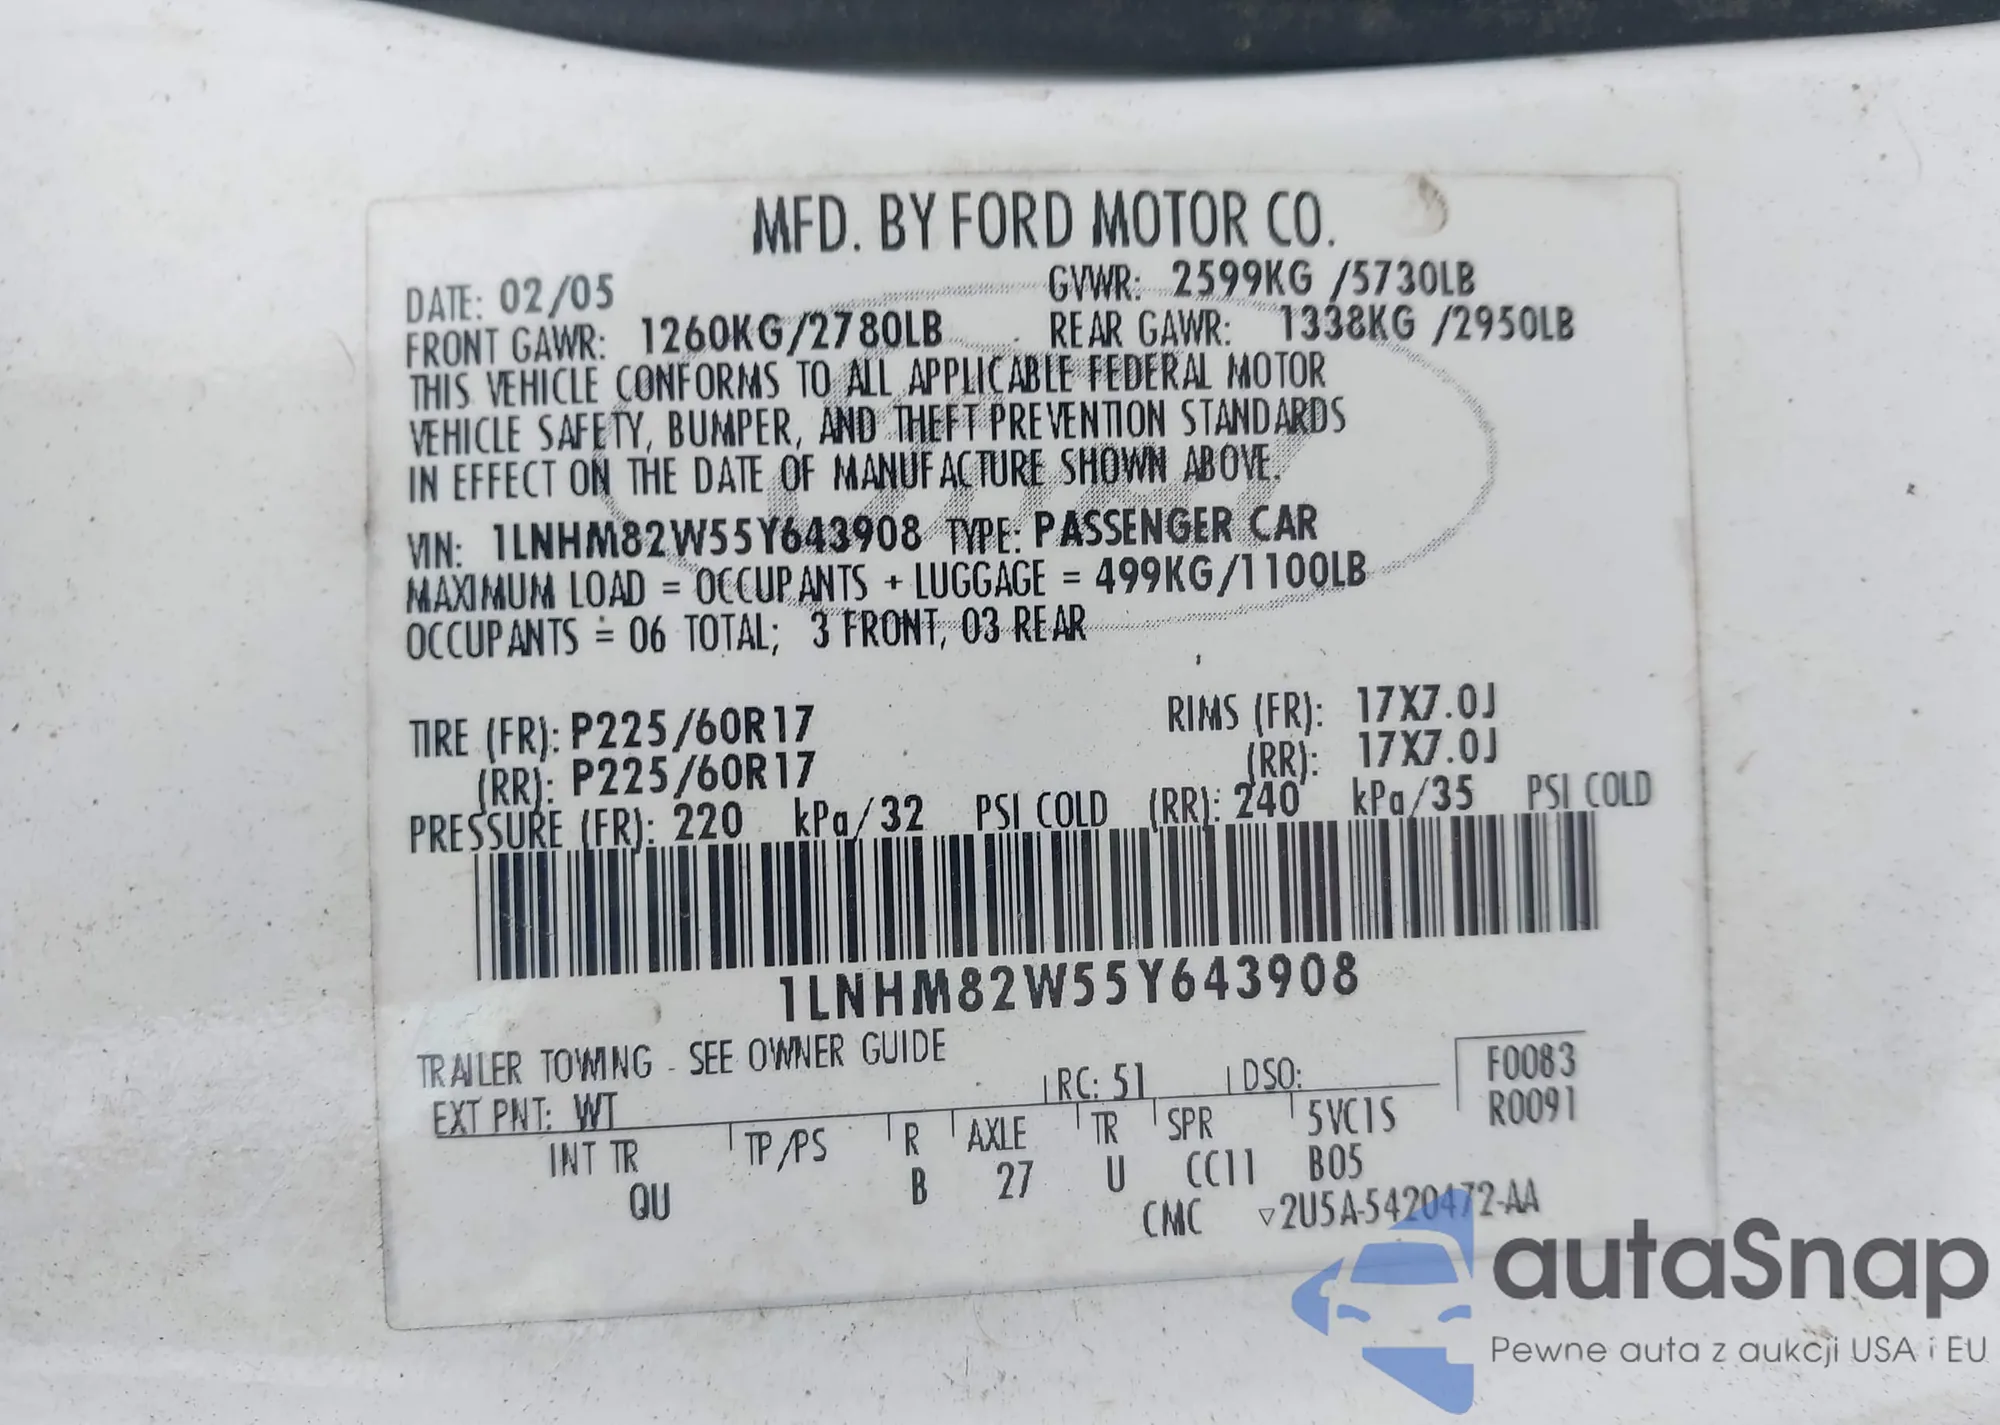 MFD. BY FORD MOTOR CO.
DATE: 02/05 GVWR: 2599KG /5730LB
FRONT GAWR: 1260KG/2780LB REAR GAWR: 1338KG /2950LB
THIS VEHICLE CONFORMS TO ALL APPLICABLE FEDERAL MOTOR
VEHICLE SAFETY, BUMPER, AND THEFT PREVENTION STANDARDS
IN EFFECT ON THE DATE OF MANUFACTURE SHOWN ABOVE.
VIN: 1LNHM82W55Y643908 TYPE: PASSENGER CAR
MAXIMUM LOAD = OCCUPANTS + LUGGAGE = 499KG/1100LB
OCCUPANTS = 06 TOTAL; 3 FRONT, 03 REAR
TIRE (FR): P225/60R17 RIMS (FR): 17X7.0J
(RR): P225/60R17 (RR): 17X7.0J
PRESSURE (FR): 220 kPa/32 PSI COLD (RR): 240 kPa/35 PSI COLD
1LNHM82W55Y643908
TRAILER TOWING - SEE OWNER GUIDE
EXT PNT: WT RC: 51 DSO: F0083
R0091
INT TR TP/PS R AXLE TR SPR 5VC1S
QU B 27 U CC11 B05
CMC ▽2U5A-5420472-AA
autaSnap
Pewne auta z aukcji USA i EU